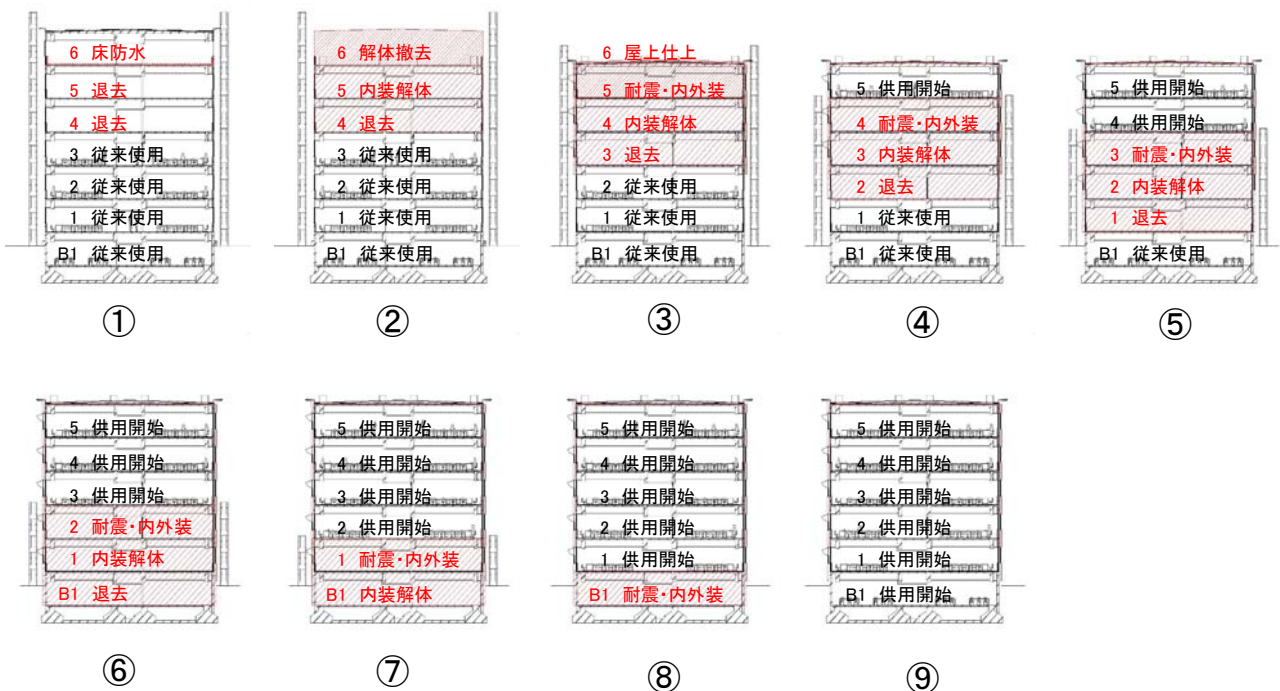 6 床防水
5 退去
4 退去
3 従来使用
2 従来使用
1 従来使用
B1 従来使用
①
6 解体撤去
5 内装解体
4 退去
3 従来使用
2 従来使用
1 従来使用
B1 従来使用
②
6 屋上仕上
5 耐震・内外装
4 内装解体
3 退去
2 従来使用
1 従来使用
B1 従来使用
③
5 供用開始
4 耐震・内外装
3 内装解体
2 退去
1 従来使用
B1 従来使用
④
5 供用開始
4 供用開始
3 耐震・内外装
2 内装解体
1 退去
B1 従来使用
⑤
5 供用開始
4 供用開始
3 供用開始
2 耐震・内外装
1 内装解体
B1 退去
⑥
5 供用開始
4 供用開始
3 供用開始
2 供用開始
1 耐震・内外装
B1 内装解体
⑦
5 供用開始
4 供用開始
3 供用開始
2 供用開始
1 供用開始
B1 耐震・内外装
⑧
5 供用開始
4 供用開始
3 供用開始
2 供用開始
1 供用開始
B1 供用開始
⑨